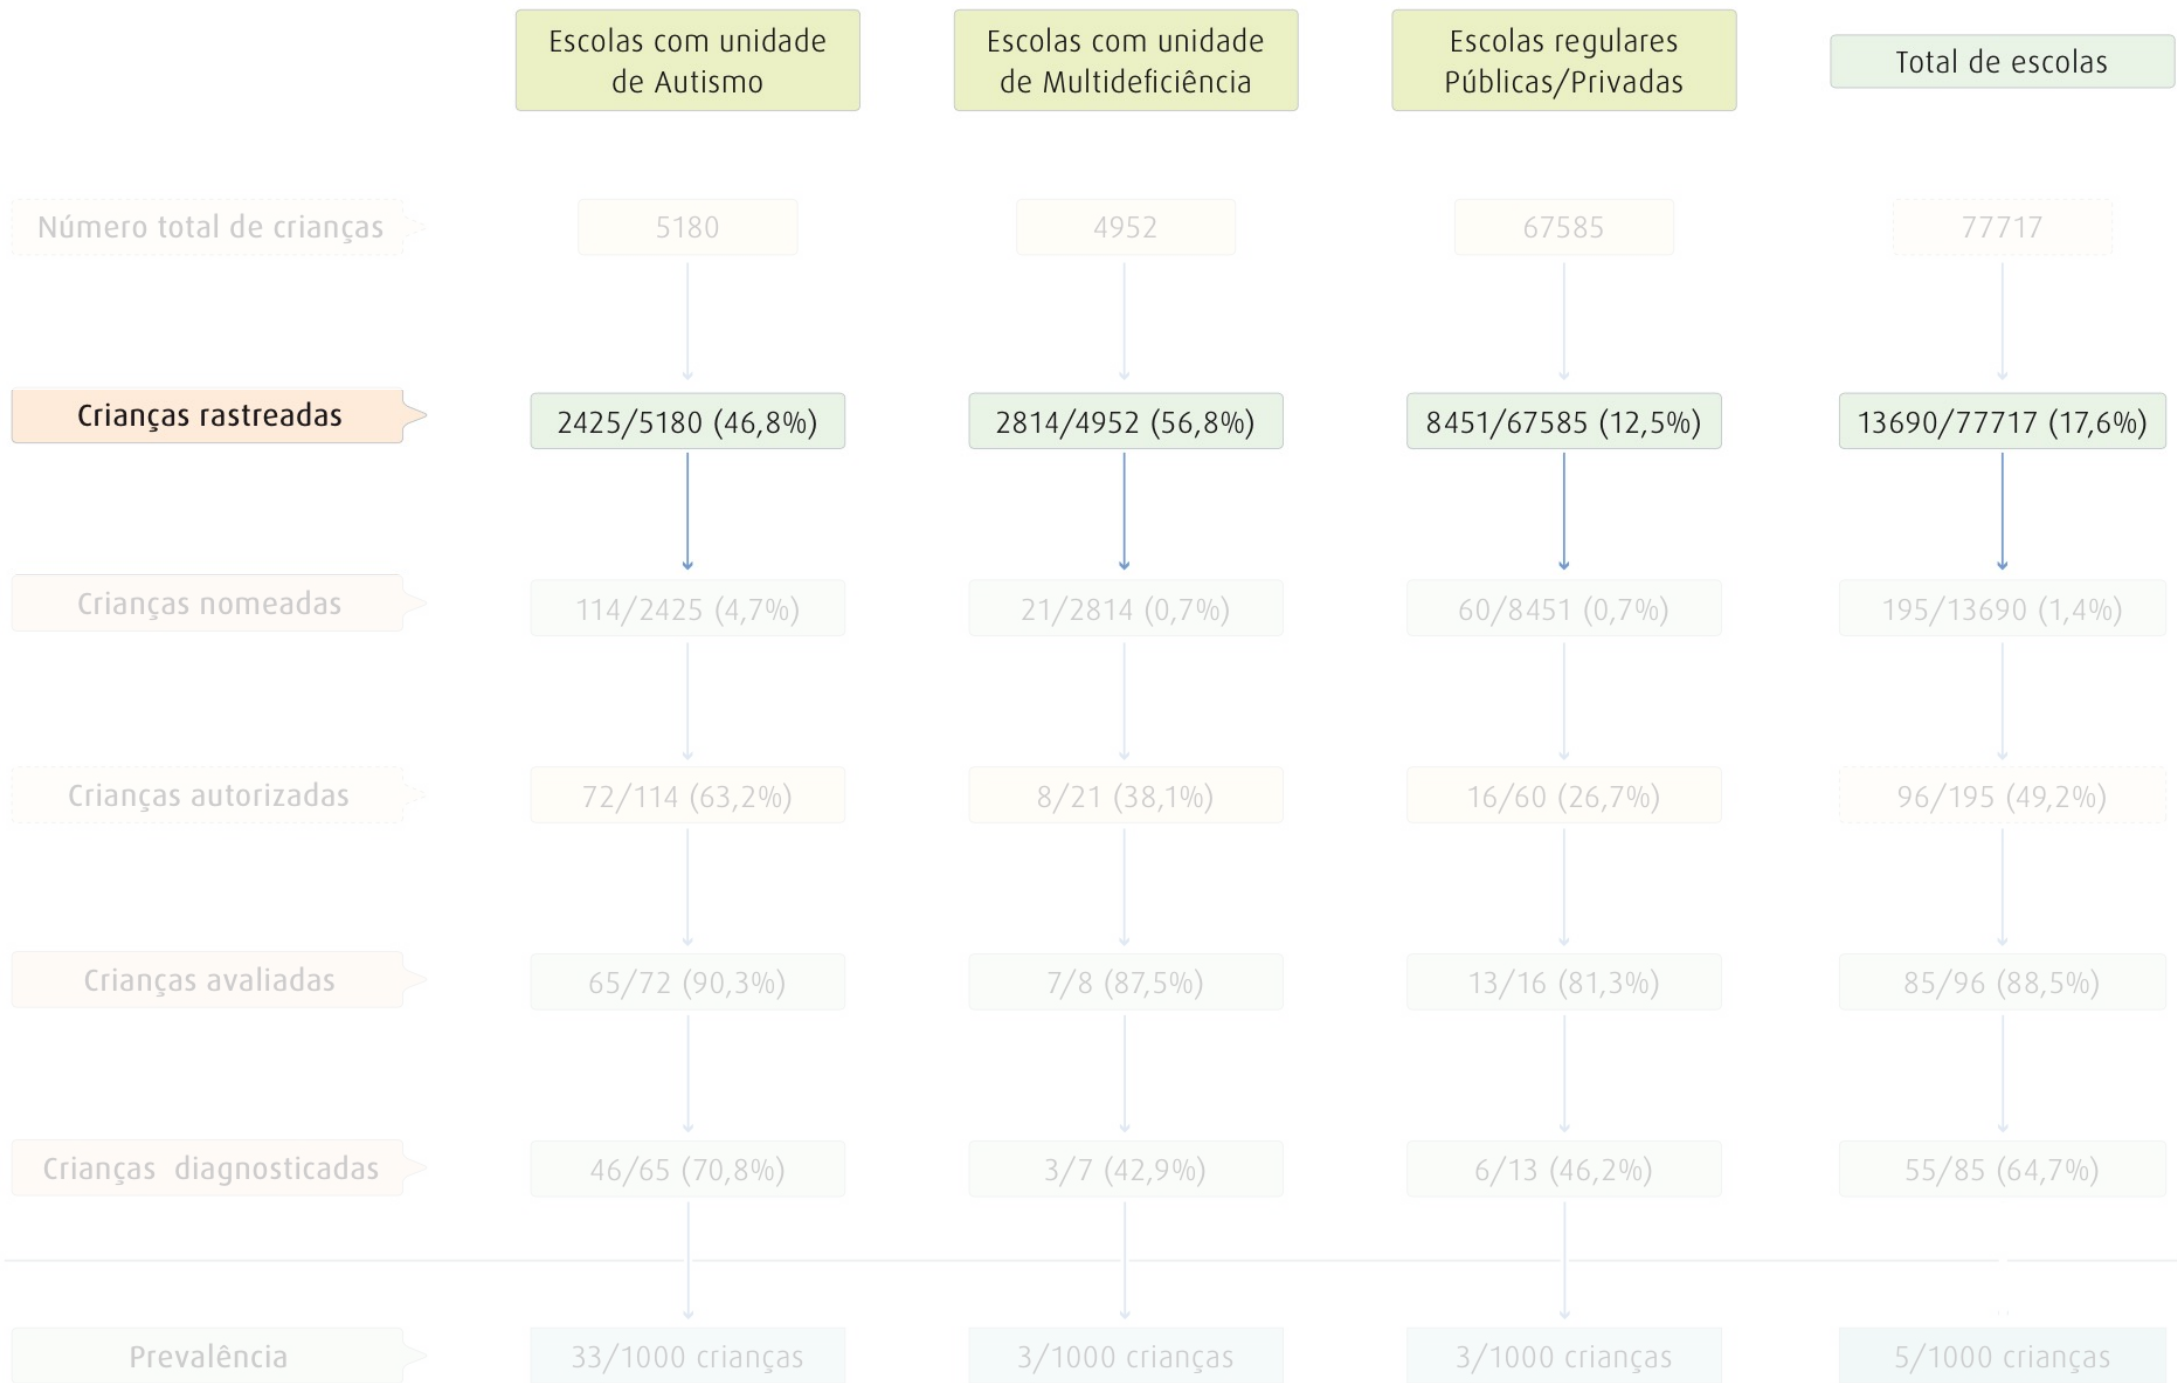 Escolas com unidade
de Autismo
Escolas com unidade
de Multideficiência
Escolas regulares
Públicas/Privadas
Total de escolas
Número total de crianças
5180
4952
67585
77717
Crianças rastreadas
2425/5180 (46,8%)
2814/4952 (56,8%)
8451/67585 (12,5%)
13690/77717 (17,6%)
Crianças nomeadas
114/2425 (4,7%)
21/2814 (0,7%)
60/8451 (0,7%)
195/13690 (1,4%)
Crianças autorizadas
72/114 (63,2%)
8/21 (38,1%)
16/60 (26,7%)
96/195 (49,2%)
Crianças avaliadas
65/72 (90,3%)
7/8 (87,5%)
13/16 (81,3%)
85/96 (88,5%)
Crianças diagnosticadas
46/65 (70,8%)
3/7 (42,9%)
6/13 (46,2%)
55/85 (64,7%)
Prevalência
33/1000 crianças
3/1000 crianças
3/1000 crianças
5/1000 crianças